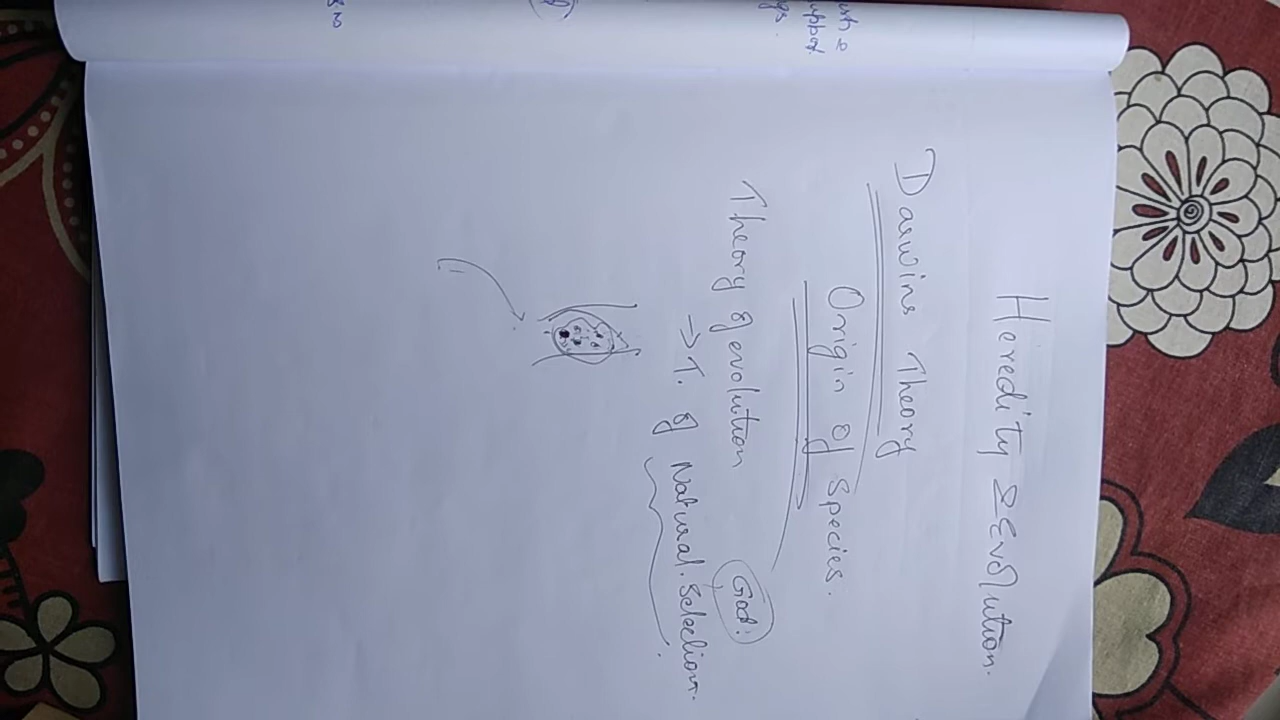 Heredity & Evolution.
Darwins Theory
Origin of Species.
Theory of evolution
God:
→ T. of Natural. Selection.